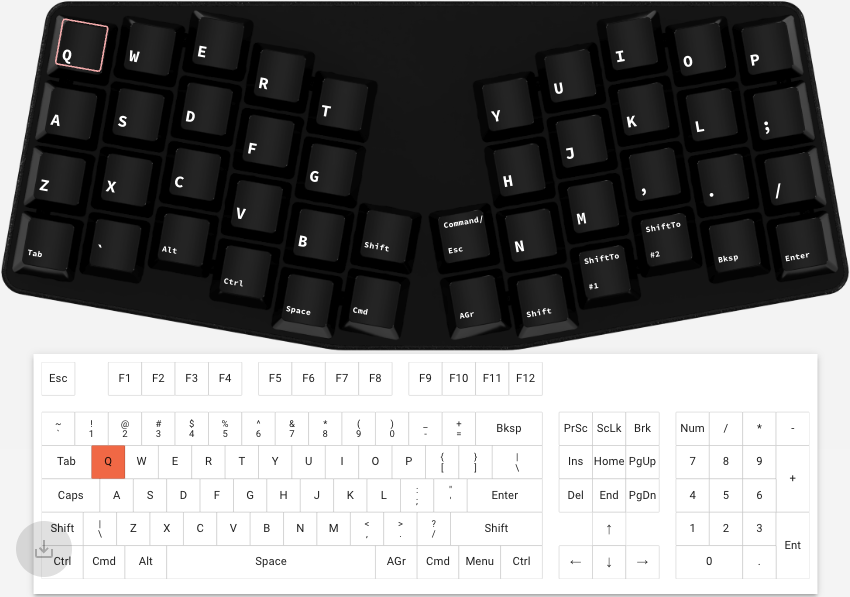 Q W E R T Y U I O P
A S D F G H J K L ;
Z X C V B N M , . /
Tab ` Alt Ctrl Space Shift Cmd
Command/
Esc
AGr Shift
ShiftTo
#1
ShiftTo
#2
Bksp Enter
Esc F1 F2 F3 F4 F5 F6 F7 F8 F9 F10 F11 F12
~ ! @ # $ % ^ & * ( ) _ +
` 1 2 3 4 5 6 7 8 9 0 - = Bksp PrSc ScLk Brk Num / * -
Tab Q W E R T Y U I O P { } |
[ ] \ Ins Home PgUp 7 8 9 +
Caps A S D F G H J K L : "
; ' Enter Del End PgDn 4 5 6
Shift | Z X C V B N M < > ?
\ , . / Shift ↑ 1 2 3 Ent
Ctrl Cmd Alt Space AGr Cmd Menu Ctrl ← ↓ → 0 .